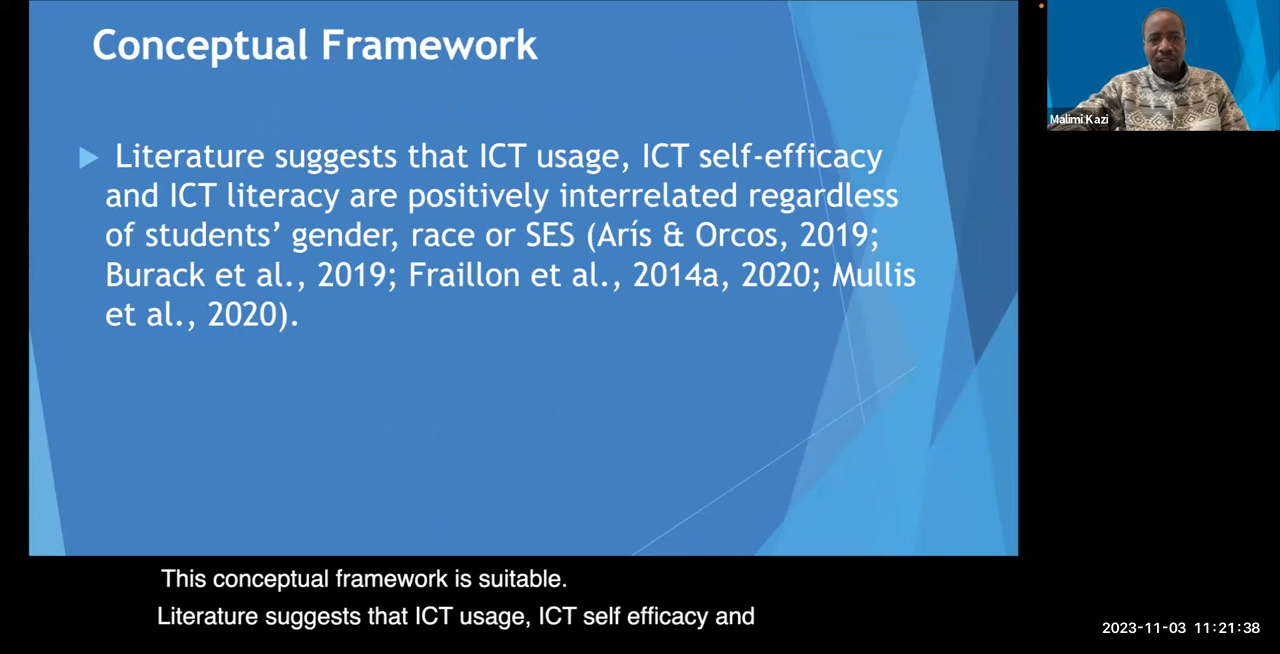 Conceptual Framework
Literature suggests that ICT usage, ICT self-efficacy
and ICT literacy are positively interrelated regardless
of students’ gender, race or SES (Arís & Orcos, 2019;
Burack et al., 2019; Fraillon et al., 2014a, 2020; Mullis
et al., 2020).
Malimi Kazi
This conceptual framework is suitable.
Literature suggests that ICT usage, ICT self efficacy and
2023-11-03 11:21:38